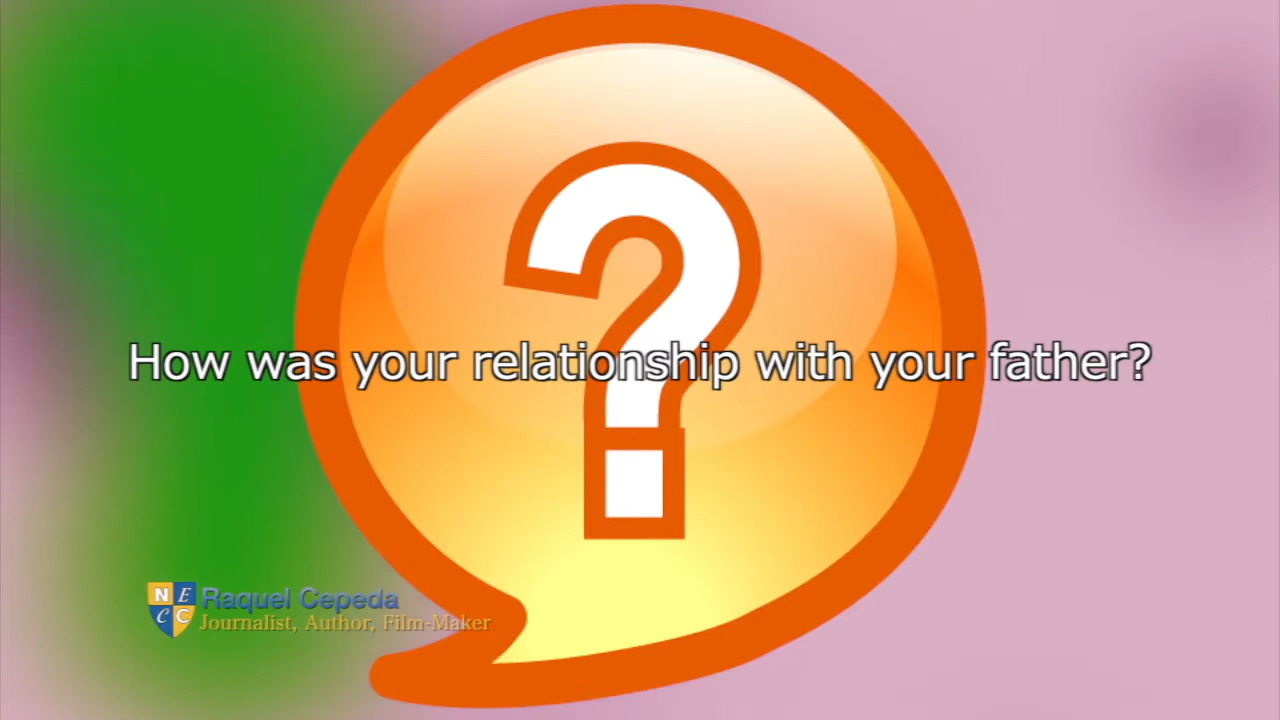 ?
How was your relationship with your father?
N E
C C
Raquel Cepeda
Journalist, Author, Film-Maker